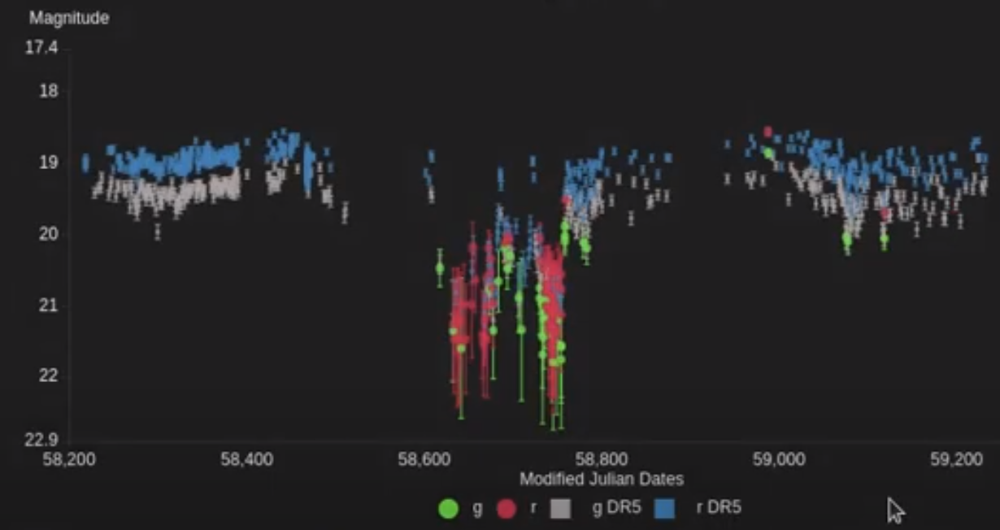 Magnitude
17.4
18
19
20
21
22
22.9
58,200 58,400 58,600 58,800 59,000 59,200
Modified Julian Dates
g r g DR5 r DR5